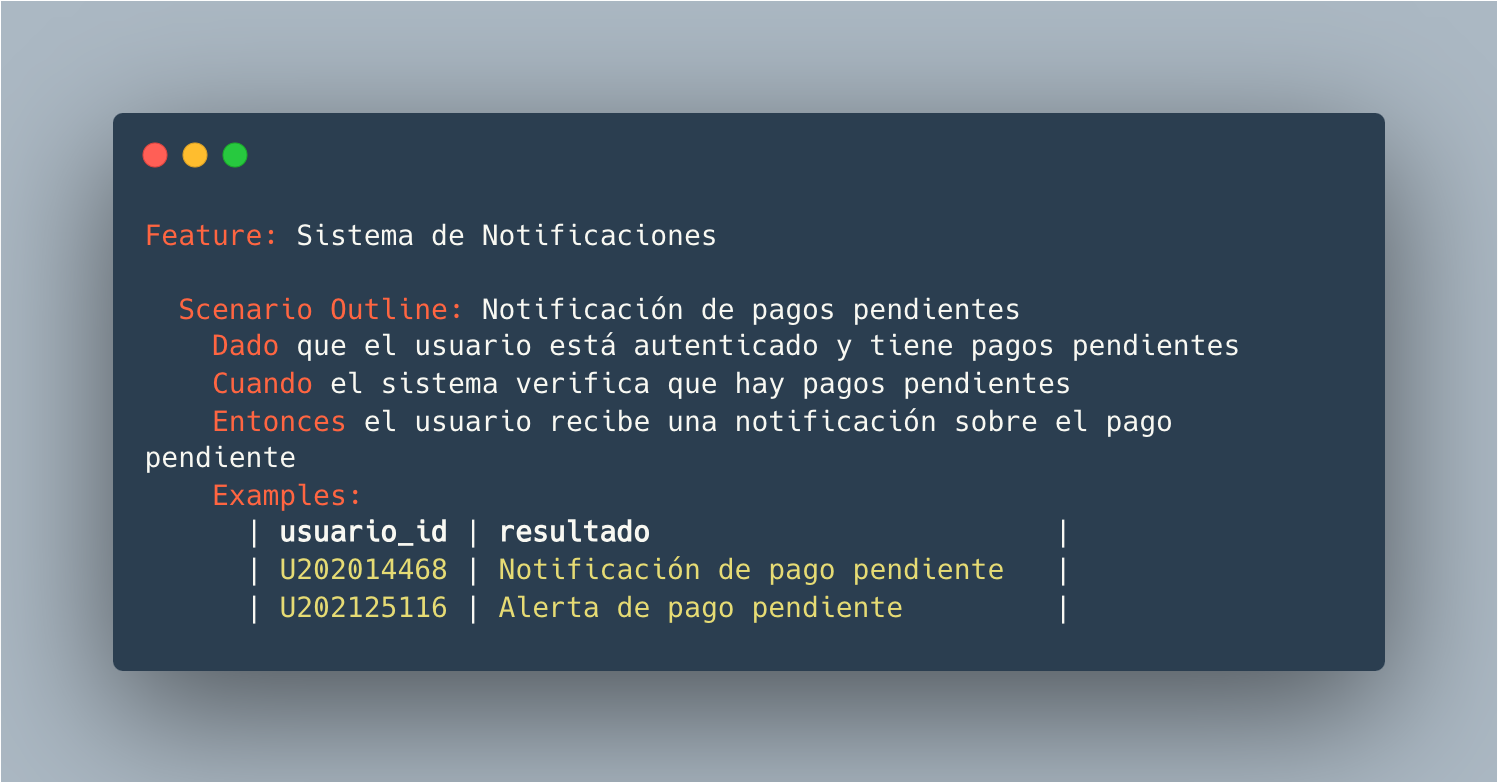 Feature: Sistema de Notificaciones
Scenario Outline: Notificación de pagos pendientes
Dado que el usuario está autenticado y tiene pagos pendientes
Cuando el sistema verifica que hay pagos pendientes
Entonces el usuario recibe una notificación sobre el pago
pendiente
Examples:
| usuario_id | resultado |
| U202014468 | Notificación de pago pendiente |
| U202125116 | Alerta de pago pendiente |